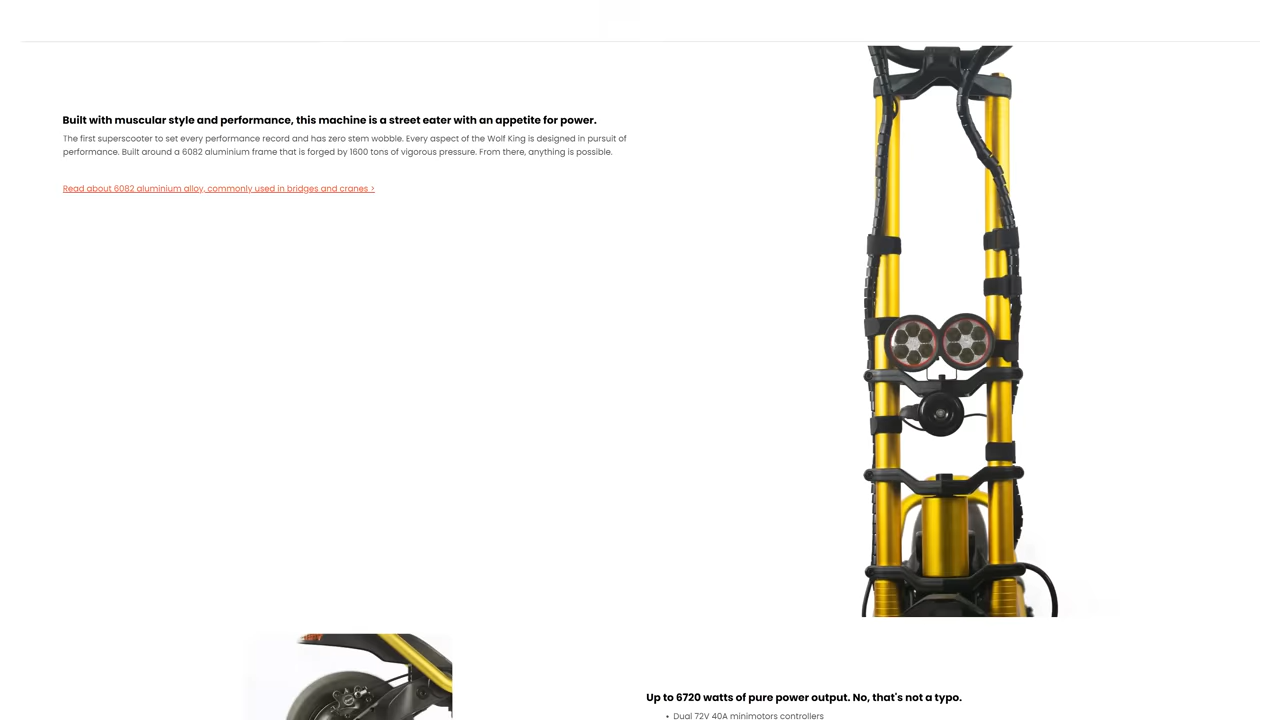 Built with muscular style and performance, this machine is a street eater with an appetite for power.
The first superscooter to set every performance record and has zero stem wobble. Every aspect of the Wolf King is designed in pursuit of
performance. Built around a 6082 aluminium frame that is forged by 1600 tons of vigorous pressure. From there, anything is possible.
Read about 6082 aluminium alloy, commonly used in bridges and cranes >
Up to 6720 watts of pure power output. No, that's not a typo.
• Dual 72V 40A minimotors controllers